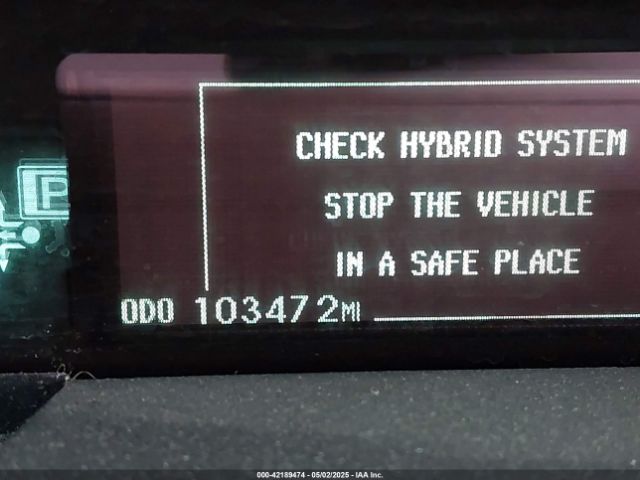 P
CHECK HYBRID SYSTEM
STOP THE VEHICLE
IN A SAFE PLACE
ODO 103472MI
000-42189474 - 05/02/2025 - IAA Inc.